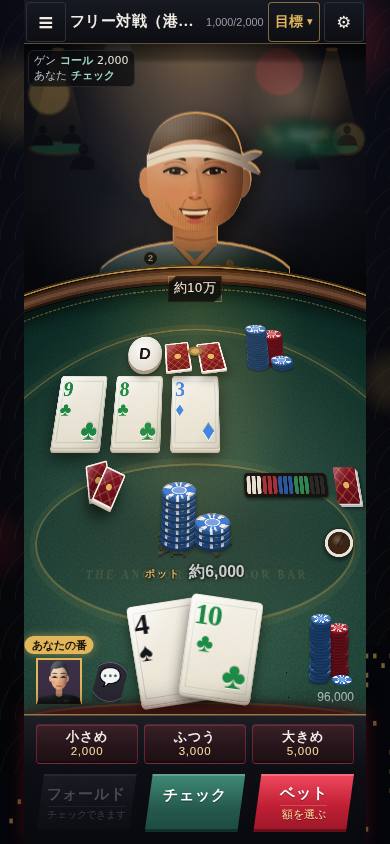 フリー対戦（港… 1,000/2,000 目標 ▾
ゲン コール 2,000
あなた チェック
2
約10万
D
9
8
3
ポット 約6,000
あなたの番
4
10
96,000
小さめ ふつう 大きめ
2,000 3,000 5,000
フォールド チェック ベット
チェックできます 額を選ぶ